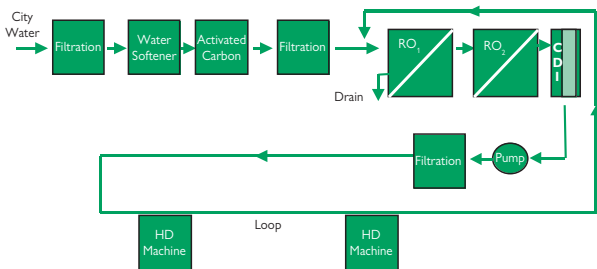 City
Water
Filtration
Water
Softener
Activated
Carbon
Filtration
RO1
RO2
C
D
I
Drain
Filtration
Pump
Loop
HD
Machine
HD
Machine